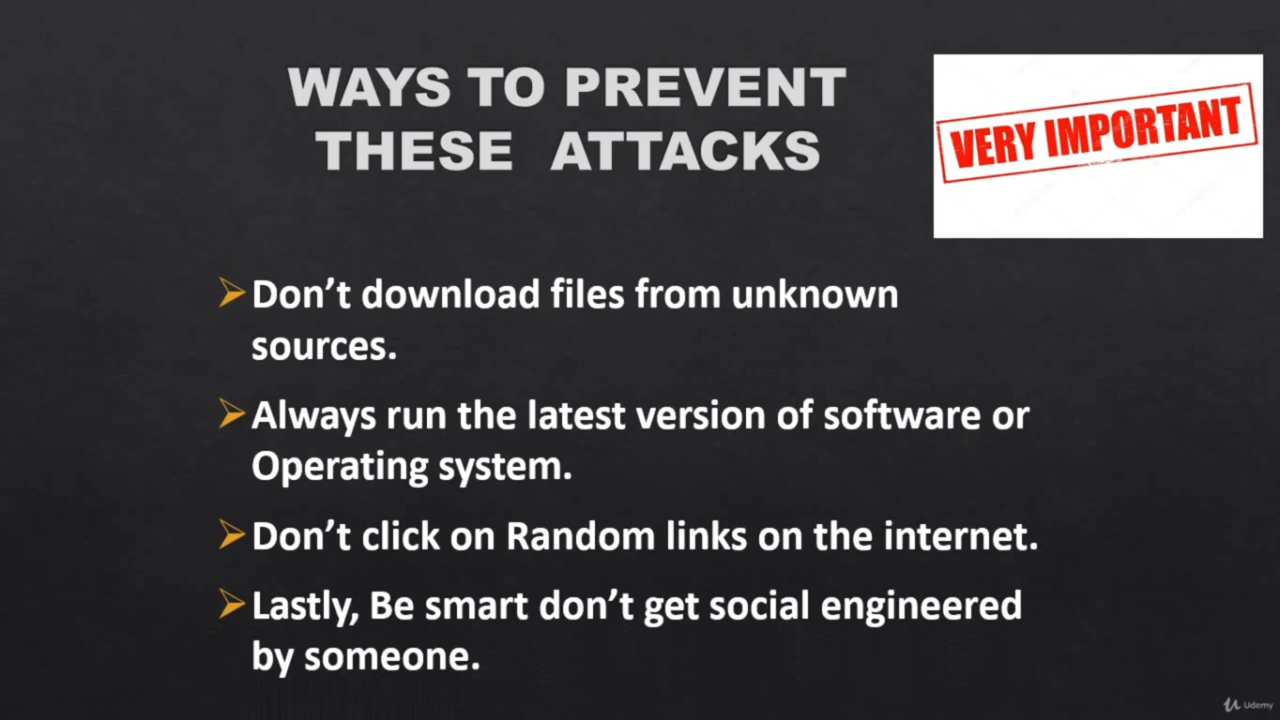 WAYS TO PREVENT
THESE ATTACKS
VERY IMPORTANT
Don’t download files from unknown
sources.
Always run the latest version of software or
Operating system.
Don’t click on Random links on the internet.
Lastly, Be smart don’t get social engineered
by someone.
Udemy